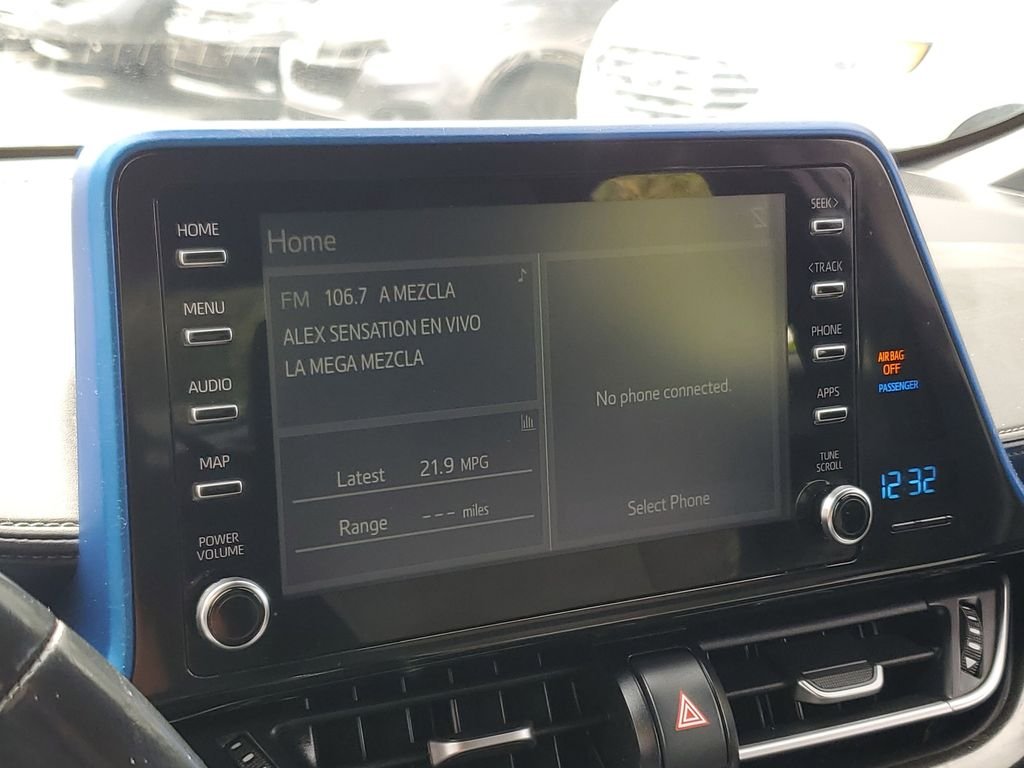 HOME
MENU
AUDIO
MAP
POWER
VOLUME
Home
FM 106.7 A MEZCLA
ALEX SENSATION EN VIVO
LA MEGA MEZCLA
Latest 21.9 MPG
Range --- miles
No phone connected.
Select Phone
SEEK>
<TRACK
PHONE
APPS
TUNE
SCROLL
AIR BAG
OFF
PASSENGER
12 32